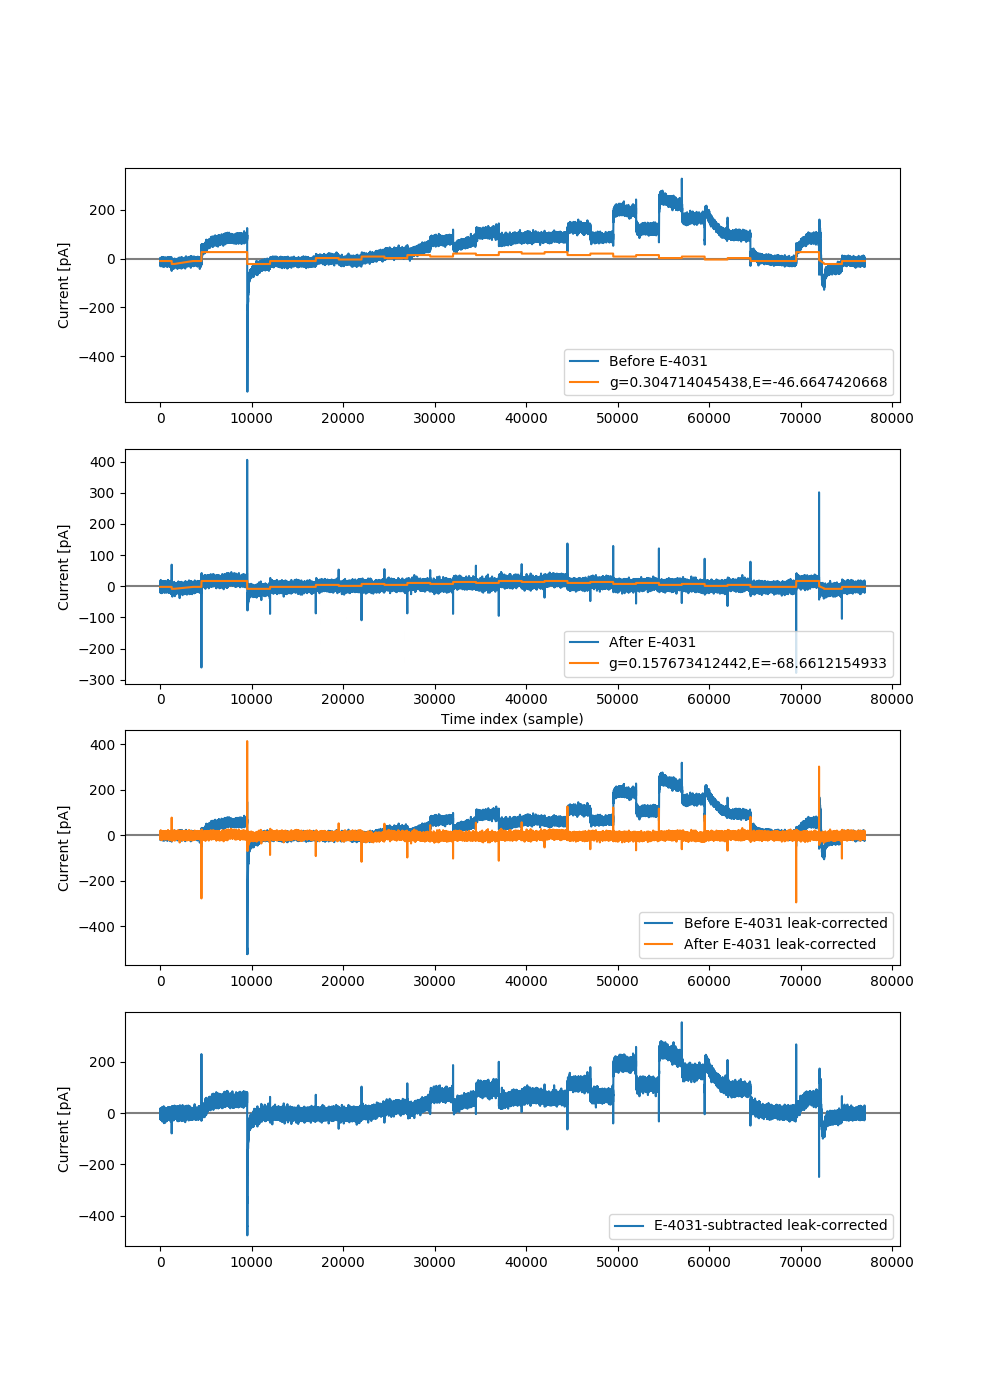 200
0
−200
−400
Current [pA]
Before E-4031
g=0.304714045438,E=-46.6647420668
0 10000 20000 30000 40000 50000 60000 70000 80000
400
300
200
100
0
−100
−200
−300
Current [pA]
After E-4031
g=0.157673412442,E=-68.6612154933
0 10000 20000 30000 40000 50000 60000 70000 80000
Time index (sample)
400
200
0
−200
−400
Current [pA]
Before E-4031 leak-corrected
After E-4031 leak-corrected
0 10000 20000 30000 40000 50000 60000 70000 80000
200
0
−200
−400
Current [pA]
E-4031-subtracted leak-corrected
0 10000 20000 30000 40000 50000 60000 70000 80000